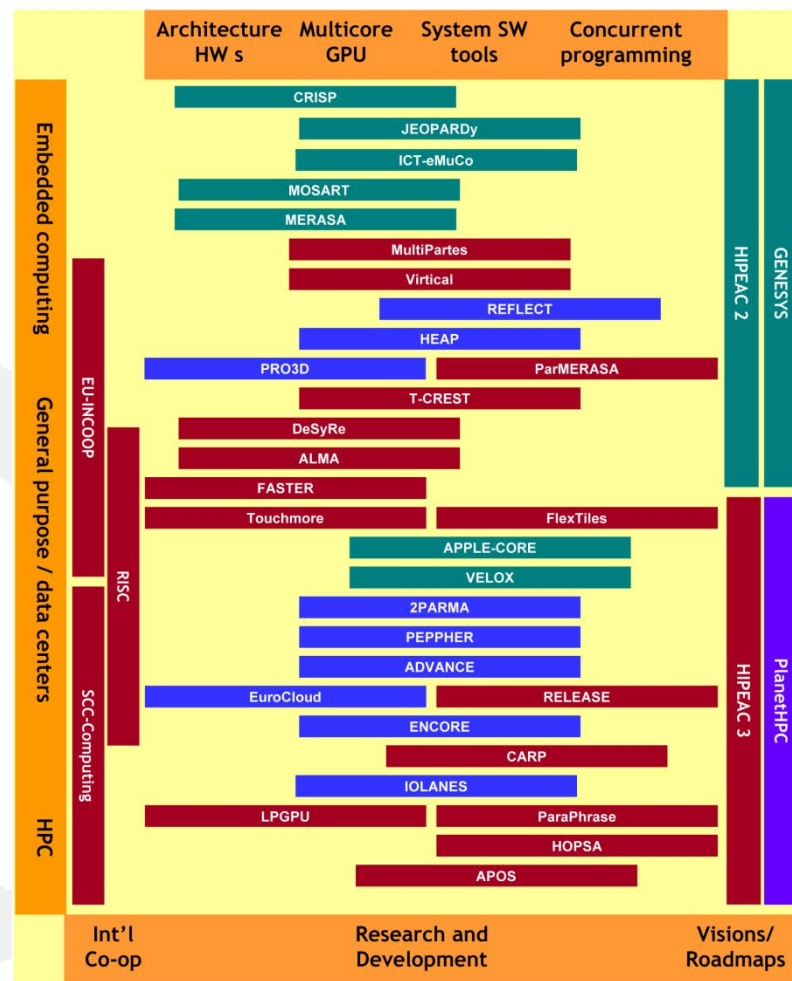 Architecture HW s
Multicore GPU
System SW tools
Concurrent programming
Embedded computing
General purpose / data centers
HPC
EU-INCOOP
SCC-Computing
RISC
CRISP
JEOPARDy
ICT-eMuCo
MOSART
MERASA
MultiPartes
Virtical
REFLECT
HEAP
PRO3D
ParMERASA
T-CREST
DeSyRe
ALMA
FASTER
Touchmore
FlexTiles
APPLE-CORE
VELOX
2PARMA
PEPPHER
ADVANCE
EuroCloud
RELEASE
ENCORE
CARP
IOLANES
LPGPU
ParaPhrase
HOPSA
APOS
HIPEAC 2
GENESYS
HIPEAC 3
PlanetHPC
Int'l
Co-op
Research and
Development
Visions/
Roadmaps